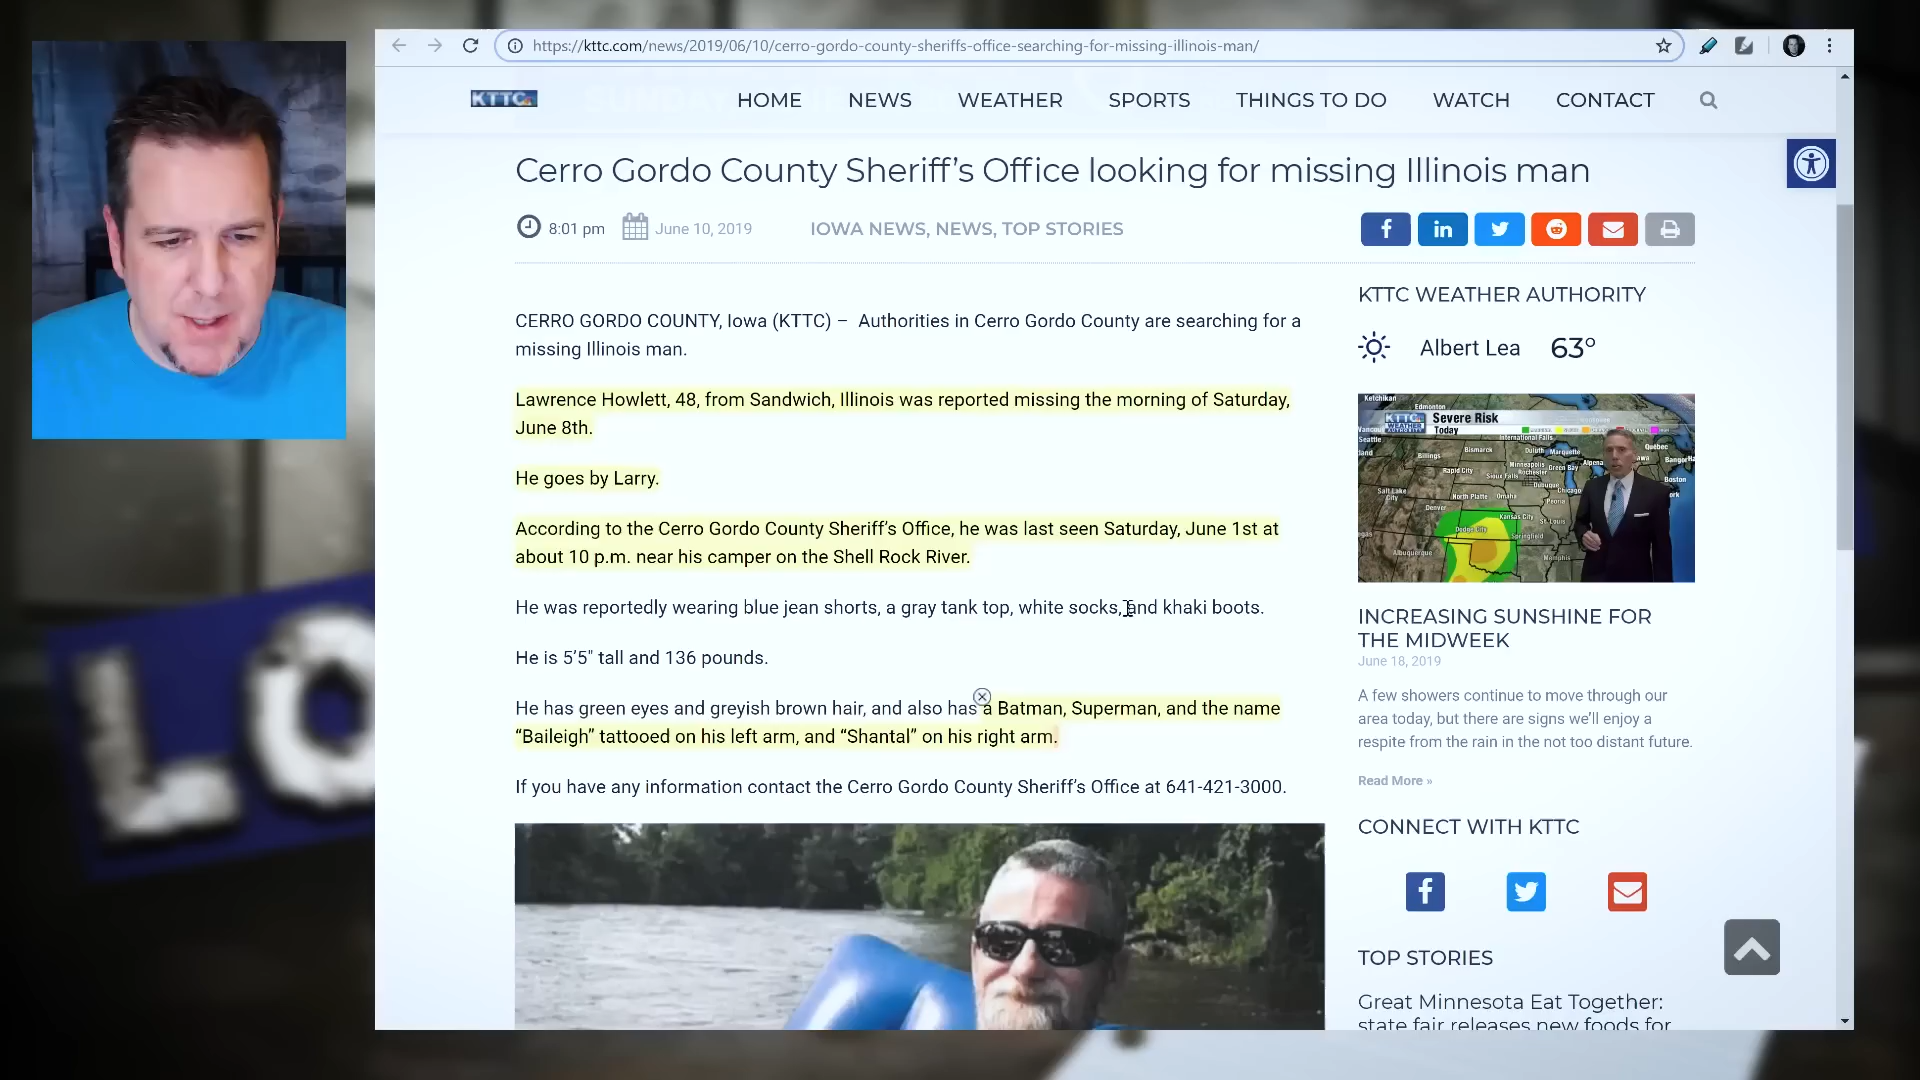 https://kttc.com/news/2019/06/10/cerro-gordo-county-sheriffs-office-searching-for-missing-illinois-man/
KTTC
HOME
NEWS
WEATHER
SPORTS
THINGS TO DO
WATCH
CONTACT
Cerro Gordo County Sheriff's Office looking for missing Illinois man
8:01 pm
June 10, 2019
IOWA NEWS, NEWS, TOP STORIES
CERRO GORDO COUNTY, Iowa (KTTC) – Authorities in Cerro Gordo County are searching for a
missing Illinois man.
Lawrence Howlett, 48, from Sandwich, Illinois was reported missing the morning of Saturday,
June 8th.
He goes by Larry.
According to the Cerro Gordo County Sheriff's Office, he was last seen Saturday, June 1st at
about 10 p.m. near his camper on the Shell Rock River.
He was reportedly wearing blue jean shorts, a gray tank top, white socks, and khaki boots.
He is 5'5" tall and 136 pounds.
He has green eyes and greyish brown hair, and also has a Batman, Superman, and the name
“Baileigh” tattooed on his left arm, and “Shantal” on his right arm.
If you have any information contact the Cerro Gordo County Sheriff's Office at 641-421-3000.
KTTC WEATHER AUTHORITY
Albert Lea 63°
KTTC
Severe Risk
Today
INCREASING SUNSHINE FOR
THE MIDWEEK
June 18, 2019
A few showers continue to move through our
area today, but there are signs we'll enjoy a
respite from the rain in the not too distant future.
Read More »
CONNECT WITH KTTC
TOP STORIES
Great Minnesota Eat Together:
state fair releases new foods for
LO